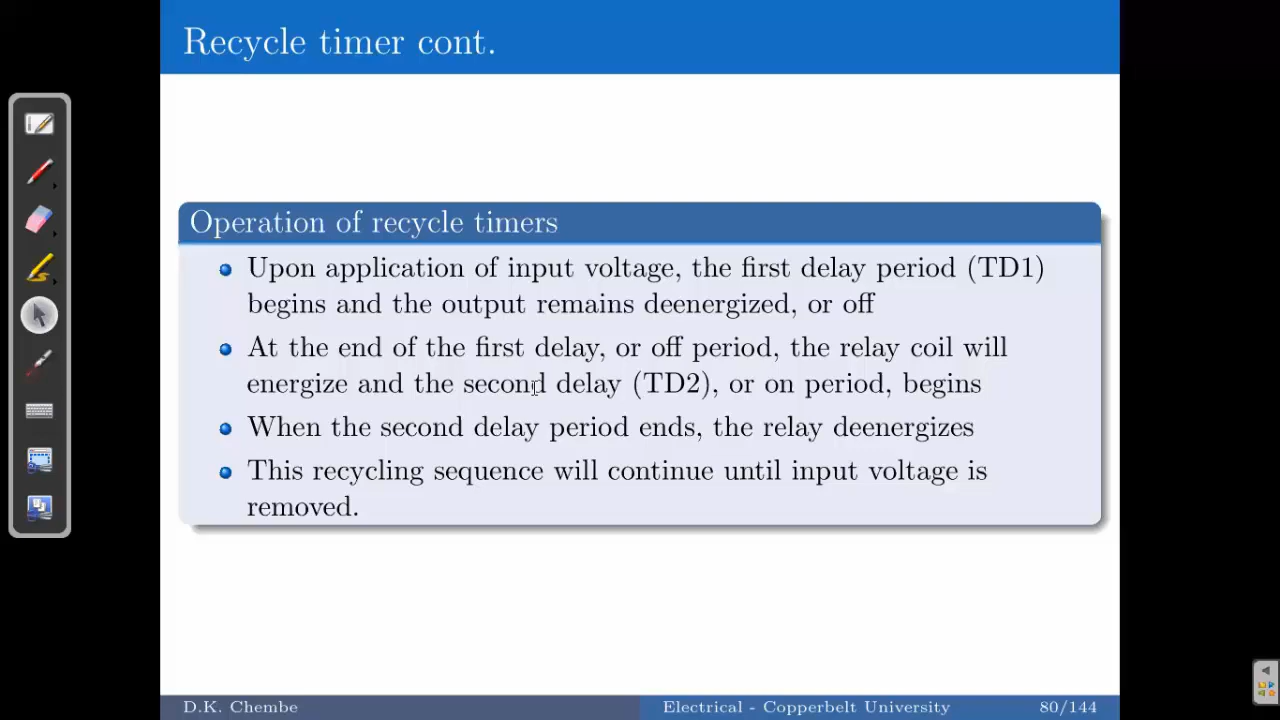 Recycle timer cont.
Operation of recycle timers
Upon application of input voltage, the first delay period (TD1)
begins and the output remains deenergized, or off
At the end of the first delay, or off period, the relay coil will
energize and the second delay (TD2), or on period, begins
When the second delay period ends, the relay deenergizes
This recycling sequence will continue until input voltage is
removed.
D.K. Chembe
Electrical - Copperbelt University
80/144